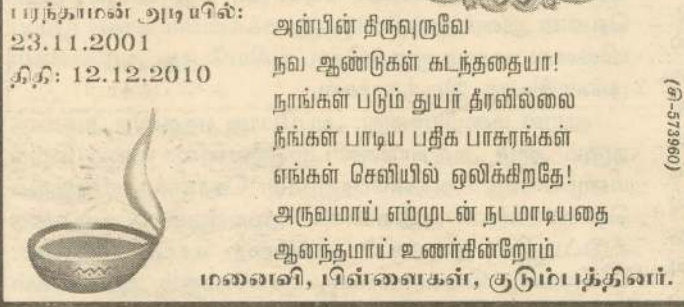 பரந்தாமன் அடியில்:
23.11.2001
திதி: 12.12.2010
அன்பின் திருவுருவே
நவ ஆண்டுகள் கடந்ததையா!
நாங்கள் படும் துயர் தீரவில்லை
நீங்கள் பாடிய பதிக பாசுரங்கள்
எங்கள் செவியில் ஒலிக்கிறதே!
அருவமாய் எம்முடன் நடமாடியதை
ஆனந்தமாய் உணர்கின்றோம்
மனைவி, பிள்ளைகள், குடும்பத்தினர்.
(சி-573960)